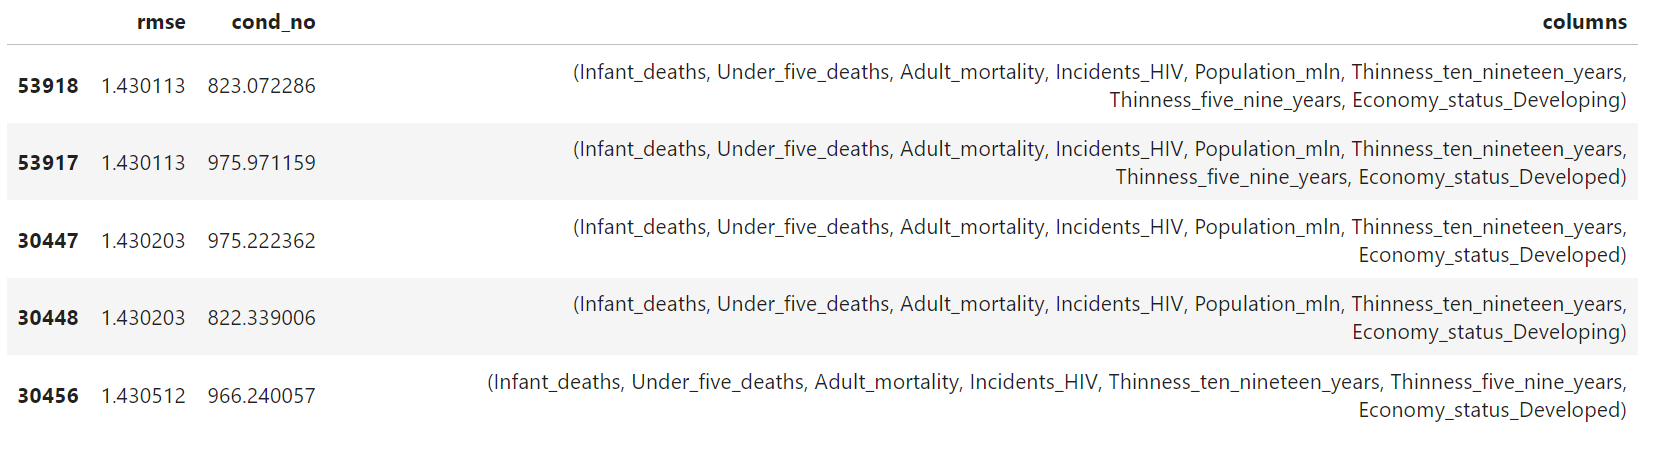 rmse cond_no columns
53918 1.430113 823.072286 (Infant_deaths, Under_five_deaths, Adult_mortality, Incidents_HIV, Population_mln, Thinness_ten_nineteen_years,
Thinness_five_nine_years, Economy_status_Developing)
53917 1.430113 975.971159 (Infant_deaths, Under_five_deaths, Adult_mortality, Incidents_HIV, Population_mln, Thinness_ten_nineteen_years,
Thinness_five_nine_years, Economy_status_Developed)
30447 1.430203 975.222362 (Infant_deaths, Under_five_deaths, Adult_mortality, Incidents_HIV, Population_mln, Thinness_ten_nineteen_years,
Economy_status_Developed)
30448 1.430203 822.339006 (Infant_deaths, Under_five_deaths, Adult_mortality, Incidents_HIV, Population_mln, Thinness_ten_nineteen_years,
Economy_status_Developing)
30456 1.430512 966.240057 (Infant_deaths, Under_five_deaths, Adult_mortality, Incidents_HIV, Thinness_ten_nineteen_years, Thinness_five_nine_years,
Economy_status_Developed)